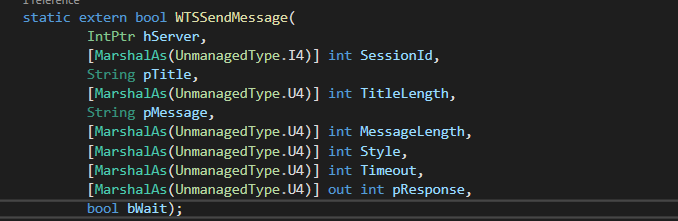 1 reference
static extern bool WTSSendMessage(
IntPtr hServer,
[MarshalAs(UnmanagedType.I4)] int SessionId,
String pTitle,
[MarshalAs(UnmanagedType.U4)] int TitleLength,
String pMessage,
[MarshalAs(UnmanagedType.U4)] int MessageLength,
[MarshalAs(UnmanagedType.U4)] int Style,
[MarshalAs(UnmanagedType.U4)] int Timeout,
[MarshalAs(UnmanagedType.U4)] out int pResponse,
bool bWait);